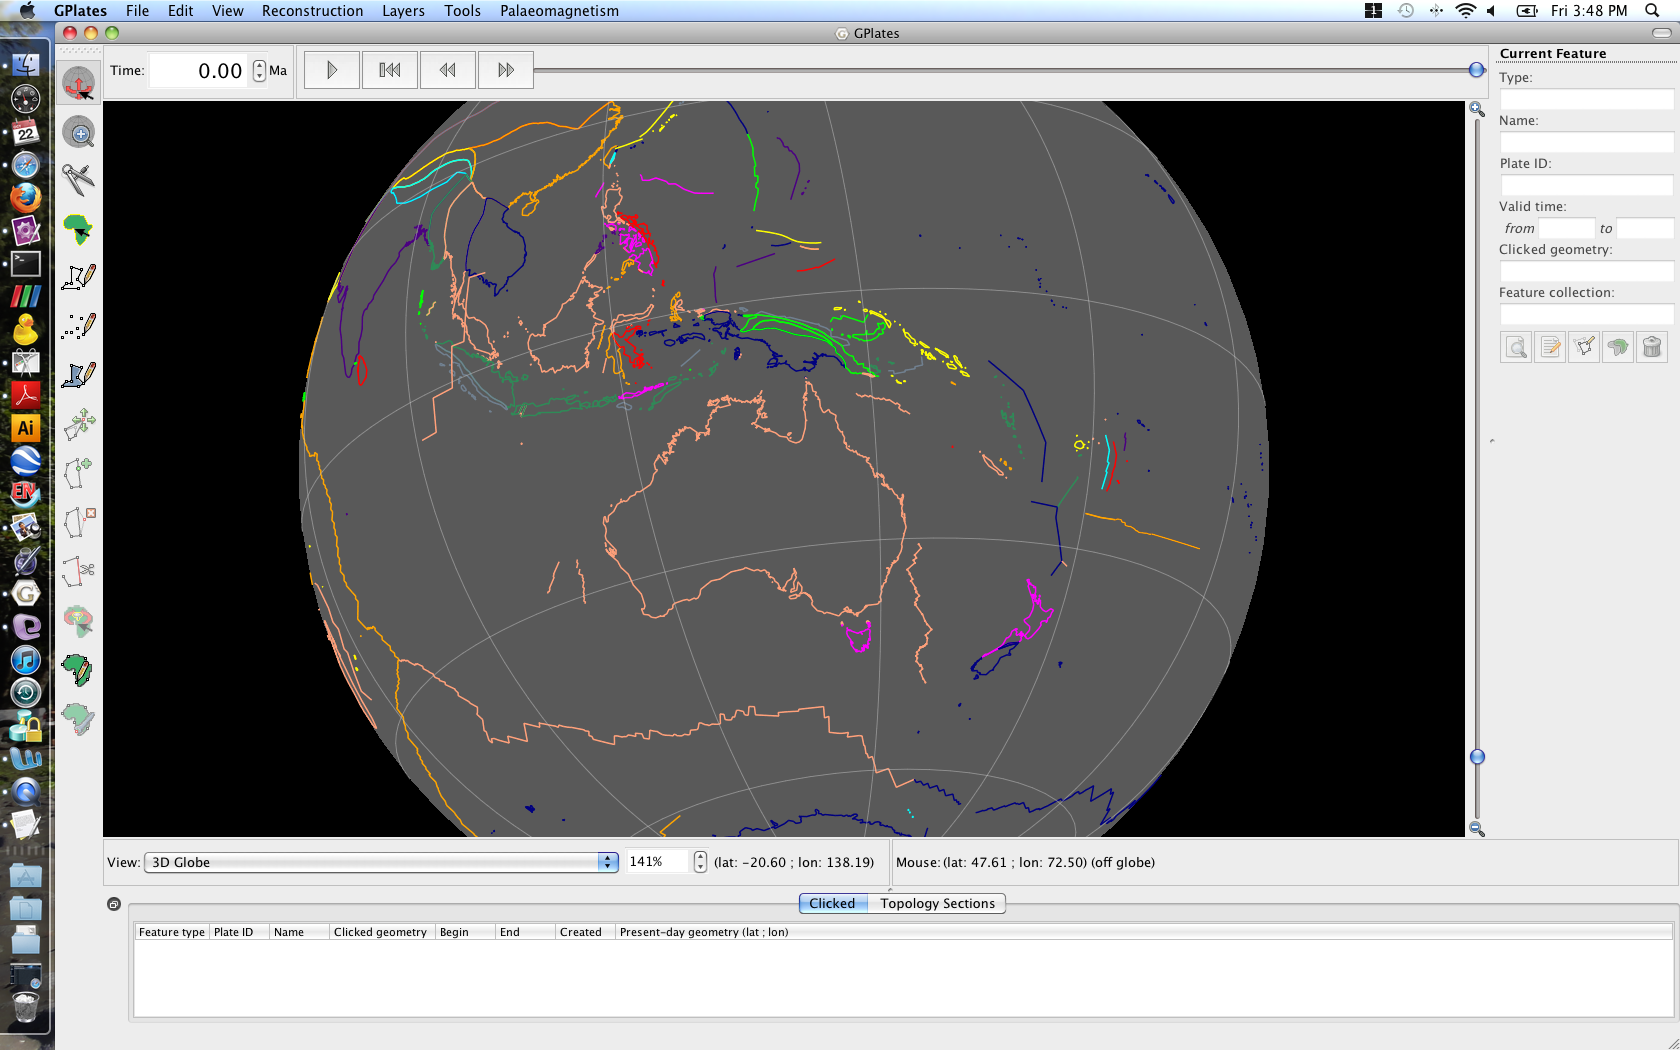 GPlates File Edit View Reconstruction Layers Tools Palaeomagnetism
1 Fri 3:48 PM
GPlates
Time: 0.00 Ma
Current Feature
Type:
Name:
Plate ID:
Valid time:
from to
Clicked geometry:
Feature collection:
22
Ai
EN
View: 3D Globe 141% (lat: -20.60 ; lon: 138.19) Mouse: (lat: 47.61 ; lon: 72.50) (off globe)
Clicked Topology Sections
Feature type Plate ID Name Clicked geometry Begin End Created Present-day geometry (lat ; lon)